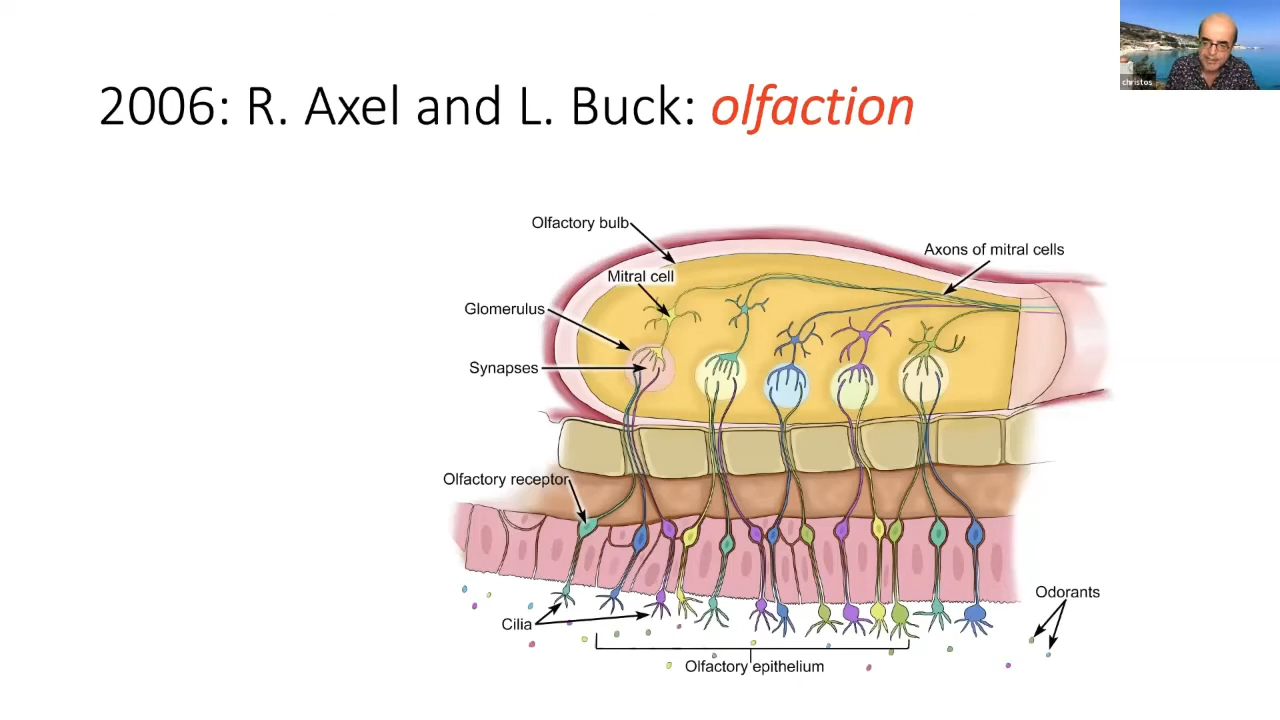 christos
2006: R. Axel and L. Buck: olfaction
Olfactory bulb
Axons of mitral cells
Mitral cell
Glomerulus
Synapses
Olfactory receptor
Odorants
Cilia
Olfactory epithelium